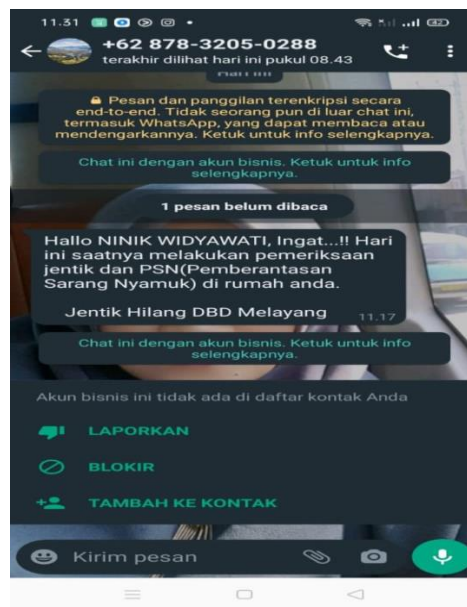 11.31
+62 878-3205-0288
terakhir dilihat hari ini pukul 08.43
Hari ini
Pesan dan panggilan terenkripsi secara
end-to-end. Tidak seorang pun di luar chat ini,
termasuk WhatsApp, yang dapat membaca atau
mendengarkannya. Ketuk untuk info selengkapnya.
Chat ini dengan akun bisnis. Ketuk untuk info
selengkapnya.
1 pesan belum dibaca
Hallo NINIK WIDYAWATI, Ingat...!! Hari
ini saatnya melakukan pemeriksaan
jentik dan PSN(Pemberantasan
Sarang Nyamuk) di rumah anda.
Jentik Hilang DBD Melayang
11.17
Chat ini dengan akun bisnis. Ketuk untuk info
selengkapnya.
Akun bisnis ini tidak ada di daftar kontak Anda
LAPORKAN
BLOKIR
TAMBAH KE KONTAK
Kirim pesan